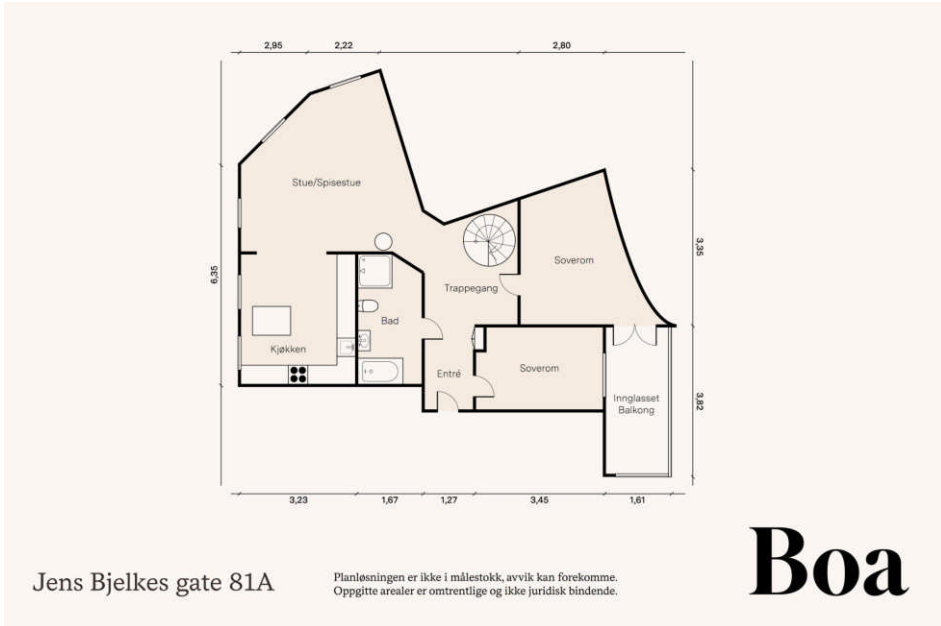 2,95
2,22
2,80
Stue/Spisestue
3,35
Soverom
6,35
Trappegang
Bad
Kjøkken
Entré
Soverom
Innglasset
Balkong
3,82
3,23
1,67
1,27
3,45
1,61
Jens Bjelkes gate 81A
Planløsningen er ikke i målestokk, avvik kan forekomme.
Oppgitte arealer er omtrentlige og ikke juridisk bindende.
Boa